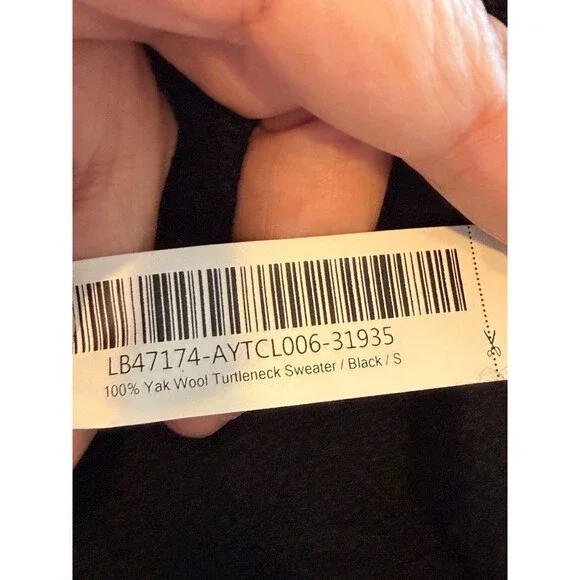 LB47174-AYTCL006-31935
100% Yak Wool Turtleneck Sweater / Black / S